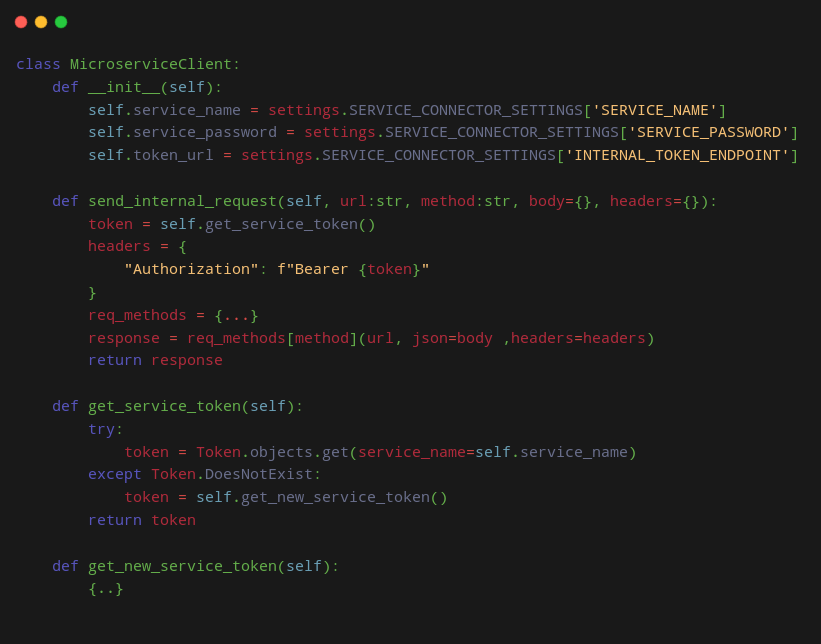 class MicroserviceClient:
    def __init__(self):
        self.service_name = settings.SERVICE_CONNECTOR_SETTINGS['SERVICE_NAME']
        self.service_password = settings.SERVICE_CONNECTOR_SETTINGS['SERVICE_PASSWORD']
        self.token_url = settings.SERVICE_CONNECTOR_SETTINGS['INTERNAL_TOKEN_ENDPOINT']

    def send_internal_request(self, url:str, method:str, body={}, headers={}):
        token = self.get_service_token()
        headers = {
            "Authorization": f"Bearer {token}"
        }
        req_methods = {...}
        response = req_methods[method](url, json=body ,headers=headers)
        return response

    def get_service_token(self):
        try:
            token = Token.objects.get(service_name=self.service_name)
        except Token.DoesNotExist:
            token = self.get_new_service_token()
        return token

    def get_new_service_token(self):
        {..}